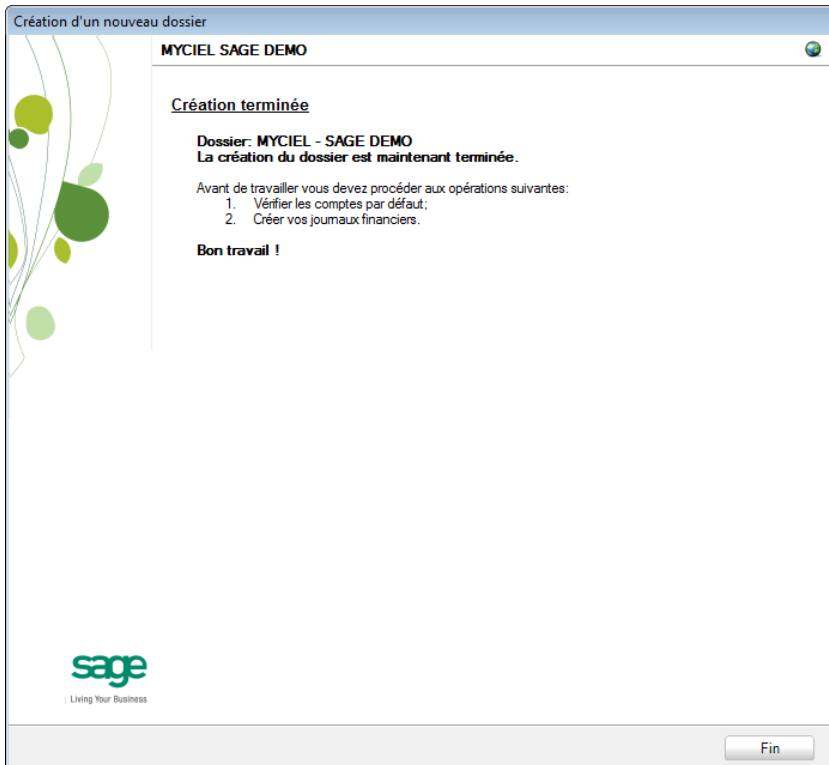 Création d'un nouveau dossier
MYCIEL SAGE DEMO
Création terminée
Dossier: MYCIEL - SAGE DEMO
La création du dossier est maintenant terminée.
Avant de travailler vous devez procéder aux opérations suivantes:
1. Vérifier les comptes par défaut;
2. Créer vos journaux financiers.
Bon travail !
sage
Living Your Business
Fin